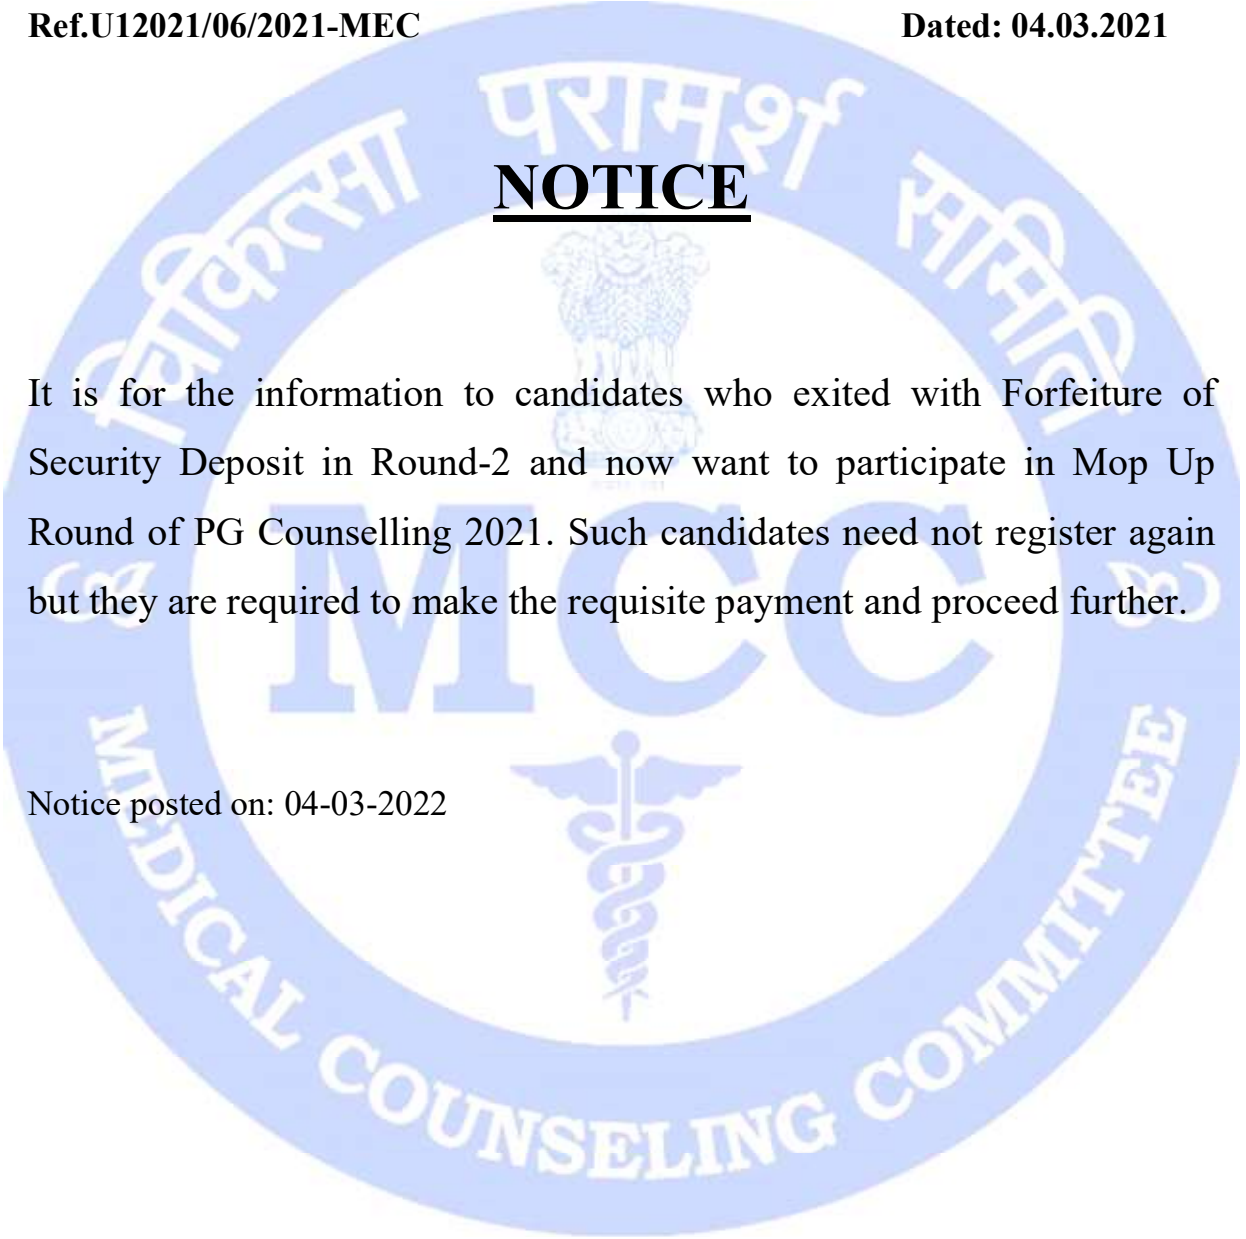 Ref.U12021/06/2021-MEC Dated: 04.03.2021
चिकित्सा परामर्श समिति
NOTICE
It is for the information to candidates who exited with Forfeiture of
Security Deposit in Round-2 and now want to participate in Mop Up
Round of PG Counselling 2021. Such candidates need not register again
but they are required to make the requisite payment and proceed further.
MCC
Notice posted on: 04-03-2022
MEDICAL COUNSELING COMMITTEE